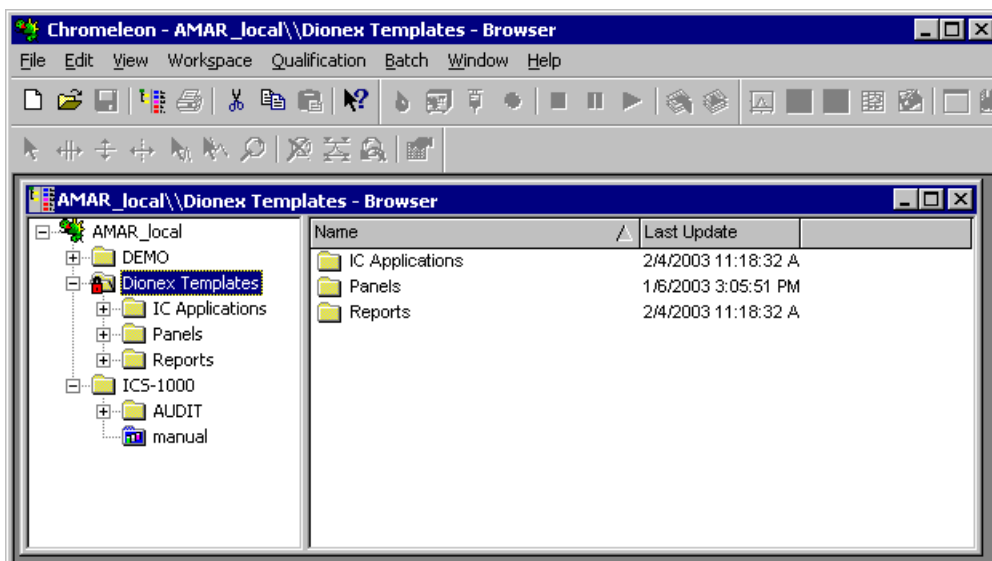 Chromeleon - AMAR_local\\Dionex Templates - Browser
File Edit View Workspace Qualification Batch Window Help
AMAR_local\\Dionex Templates - Browser
AMAR_local
DEMO
Dionex Templates
IC Applications
Panels
Reports
ICS-1000
AUDIT
manual
Name Last Update
IC Applications 2/4/2003 11:18:32 A
Panels 1/6/2003 3:05:51 PM
Reports 2/4/2003 11:18:32 A